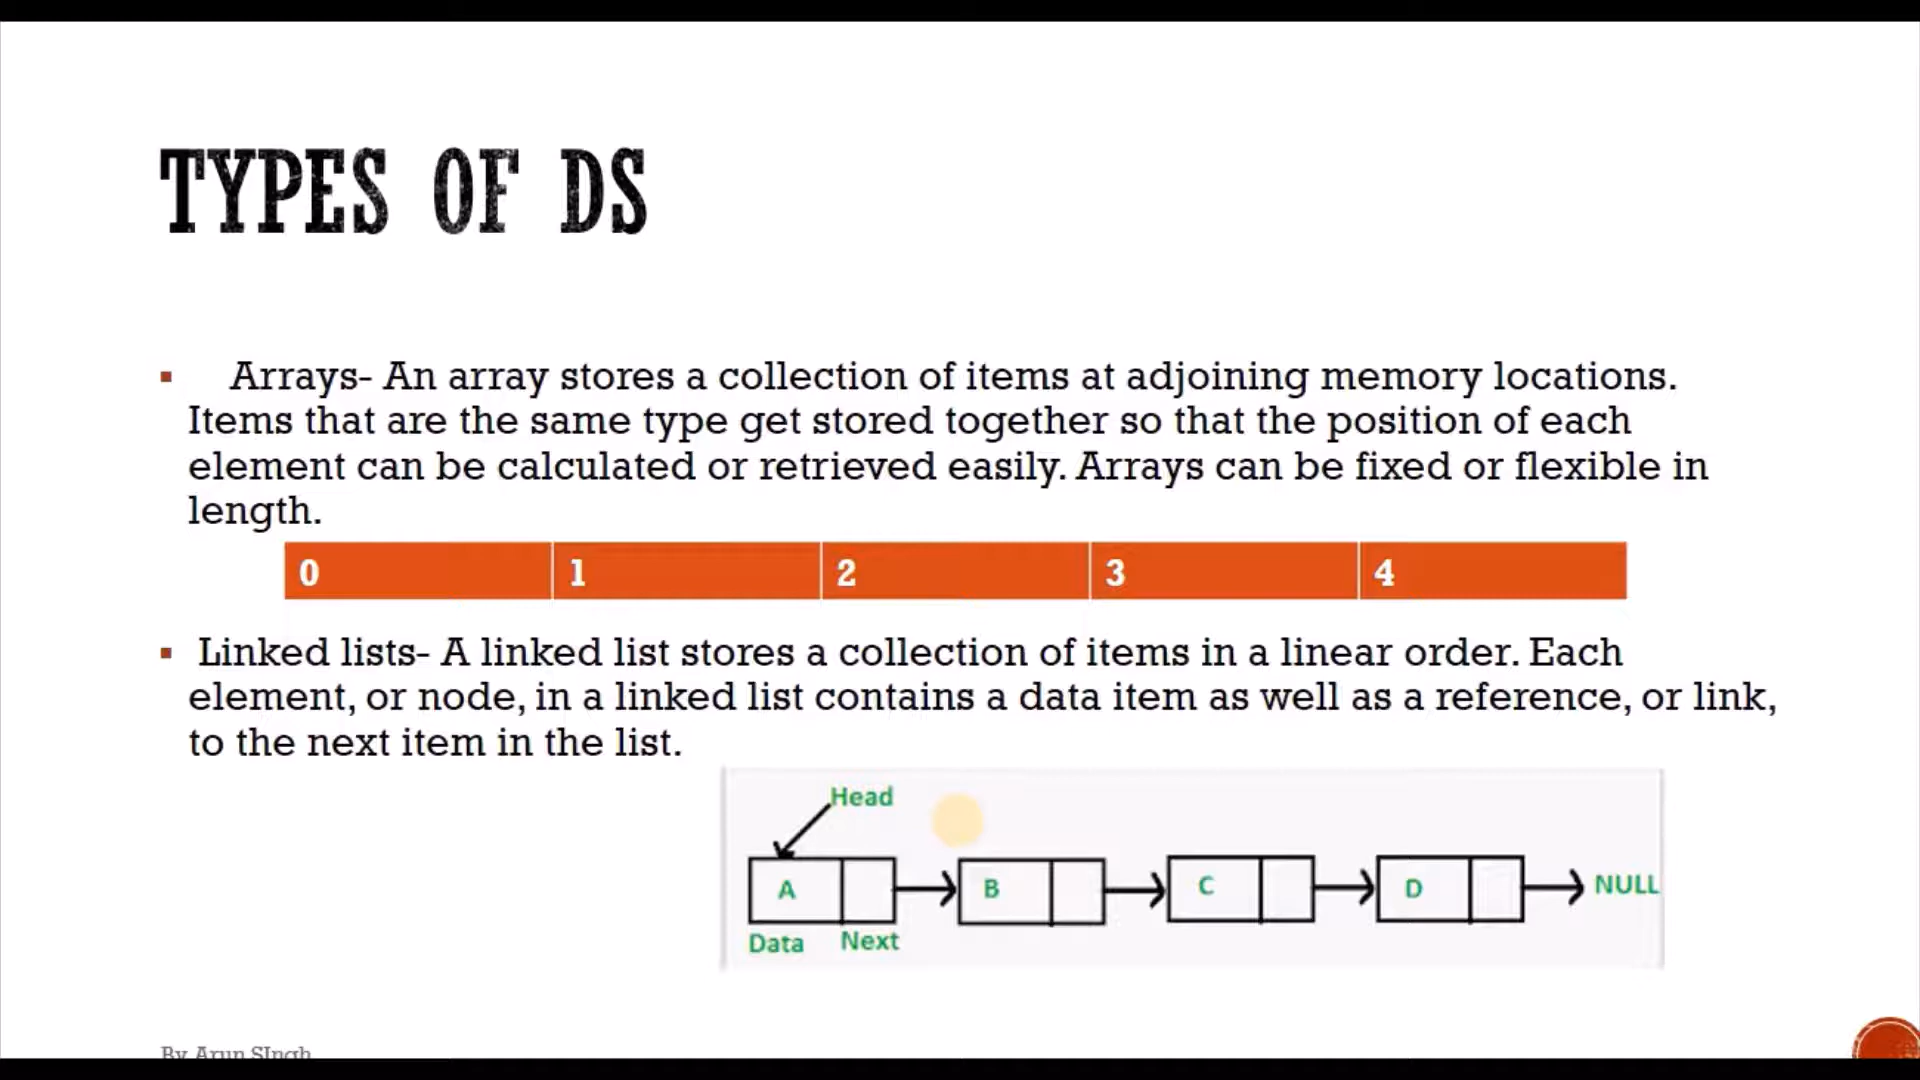 TYPES OF DS
▪ Arrays- An array stores a collection of items at adjoining memory locations.
Items that are the same type get stored together so that the position of each
element can be calculated or retrieved easily. Arrays can be fixed or flexible in
length.
0 1 2 3 4
▪ Linked lists- A linked list stores a collection of items in a linear order. Each
element, or node, in a linked list contains a data item as well as a reference, or link,
to the next item in the list.
Head
A B C D NULL
Data Next
By Arun SIngh